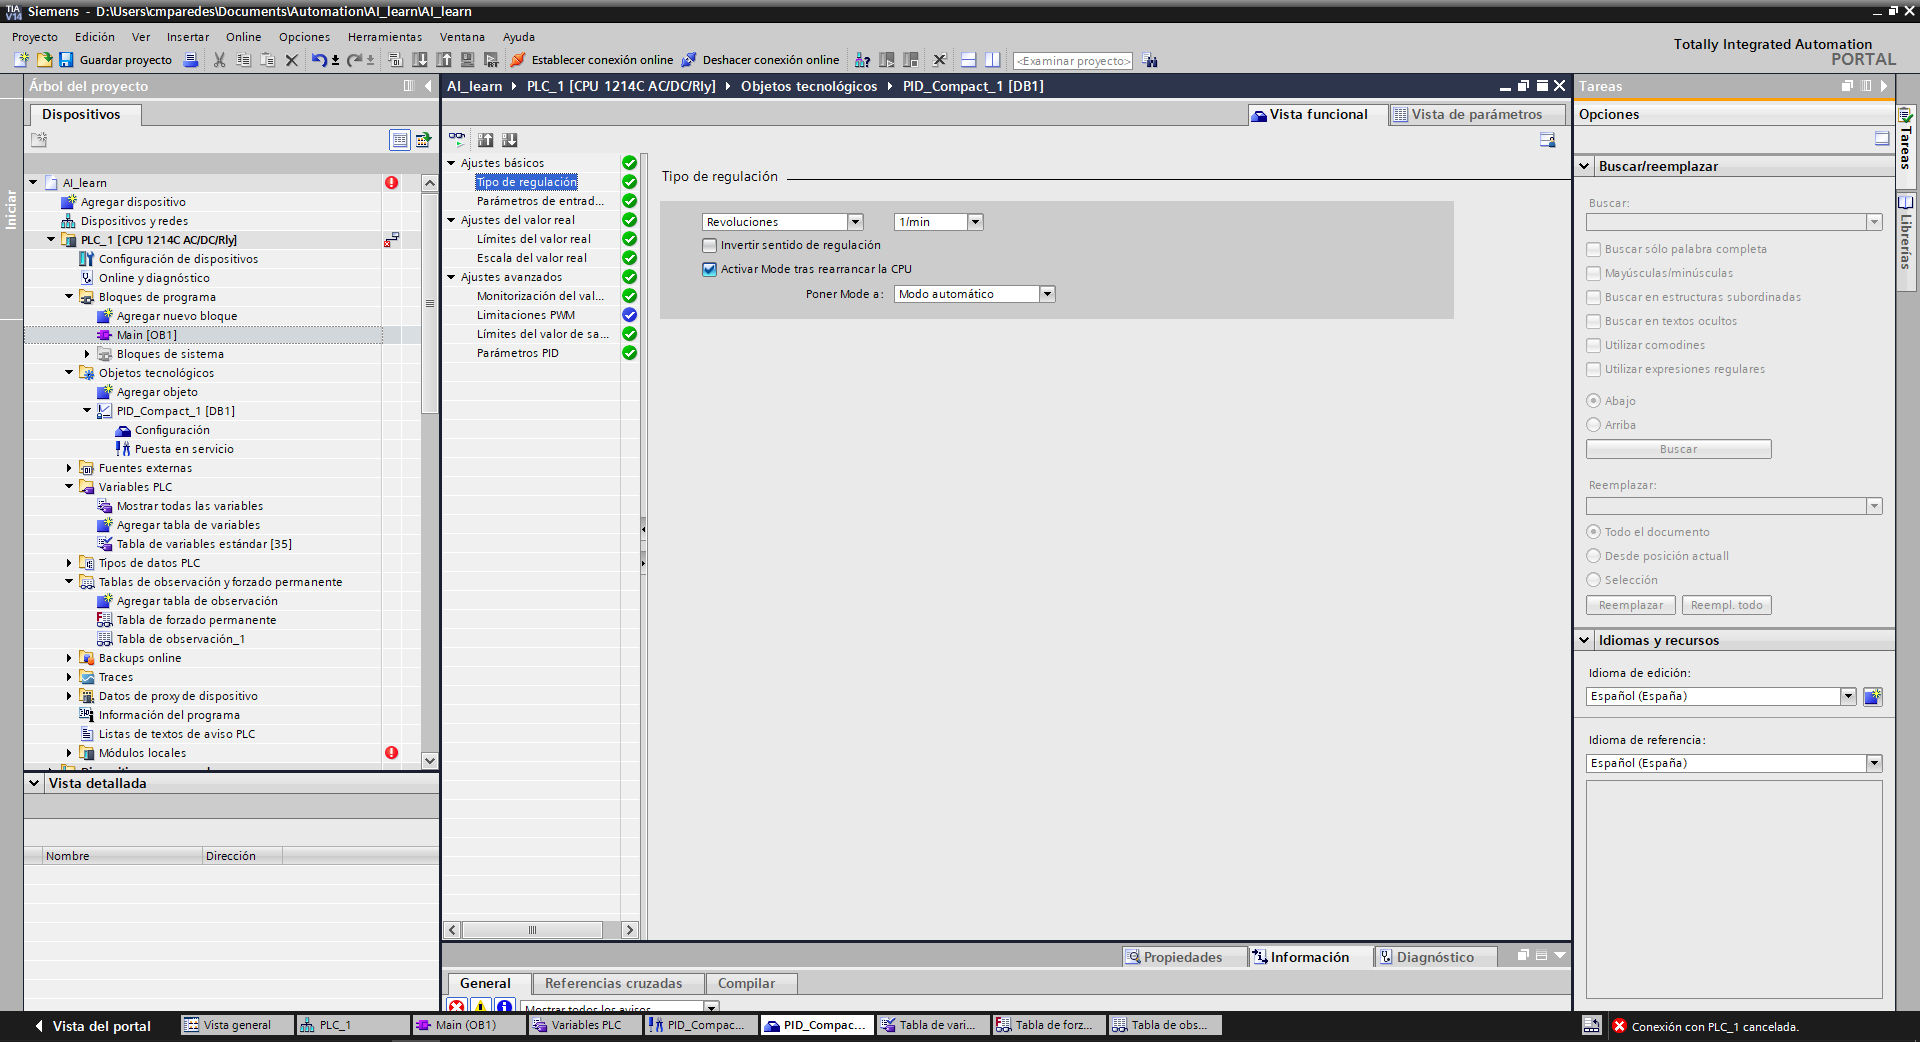 TIA V14 Siemens - D:\Users\cmparedes\Documents\Automation\AI_learn\AI_learn
Proyecto Edición Ver Insertar Online Opciones Herramientas Ventana Ayuda
Guardar proyecto Establecer conexión online Deshacer conexión online <Examinar proyecto>
Totally Integrated Automation
PORTAL
Iniciar
Árbol del proyecto
Dispositivos
AI_learn
Agregar dispositivo
Dispositivos y redes
PLC_1 [CPU 1214C AC/DC/Rly]
Configuración de dispositivos
Online y diagnóstico
Bloques de programa
Agregar nuevo bloque
Main [OB1]
Bloques de sistema
Objetos tecnológicos
Agregar objeto
PID_Compact_1 [DB1]
Configuración
Puesta en servicio
Fuentes externas
Variables PLC
Mostrar todas las variables
Agregar tabla de variables
Tabla de variables estándar [35]
Tipos de datos PLC
Tablas de observación y forzado permanente
Agregar tabla de observación
Tabla de forzado permanente
Tabla de observación_1
Backups online
Traces
Datos de proxy de dispositivo
Información del programa
Listas de textos de aviso PLC
Módulos locales
Vista detallada
Nombre Dirección
AI_learn PLC_1 [CPU 1214C AC/DC/Rly] Objetos tecnológicos PID_Compact_1 [DB1]
Vista funcional Vista de parámetros
Ajustes básicos
Tipo de regulación
Parámetros de entrad...
Ajustes del valor real
Límites del valor real
Escala del valor real
Ajustes avanzados
Monitorización del val...
Limitaciones PWM
Límites del valor de sa...
Parámetros PID
Tipo de regulación
Revoluciones 1/min
Invertir sentido de regulación
Activar Mode tras rearrancar la CPU
Poner Mode a: Modo automático
Propiedades Información Diagnóstico
General Referencias cruzadas Compilar
Mostrar todos los avisos
Tareas
Opciones
Buscar/reemplazar
Buscar:
Buscar sólo palabra completa
Mayúsculas/minúsculas
Buscar en estructuras subordinadas
Buscar en textos ocultos
Utilizar comodines
Utilizar expresiones regulares
Abajo
Arriba
Buscar
Reemplazar:
Todo el documento
Desde posición actuall
Selección
Reemplazar Reempl. todo
Idiomas y recursos
Idioma de edición:
Español (España)
Idioma de referencia:
Español (España)
Tareas
Librerías
Vista del portal Vista general PLC_1 Main (OB1) Variables PLC PID_Compac... PID_Compac... Tabla de vari... Tabla de forz... Tabla de obs... Conexión con PLC_1 cancelada.